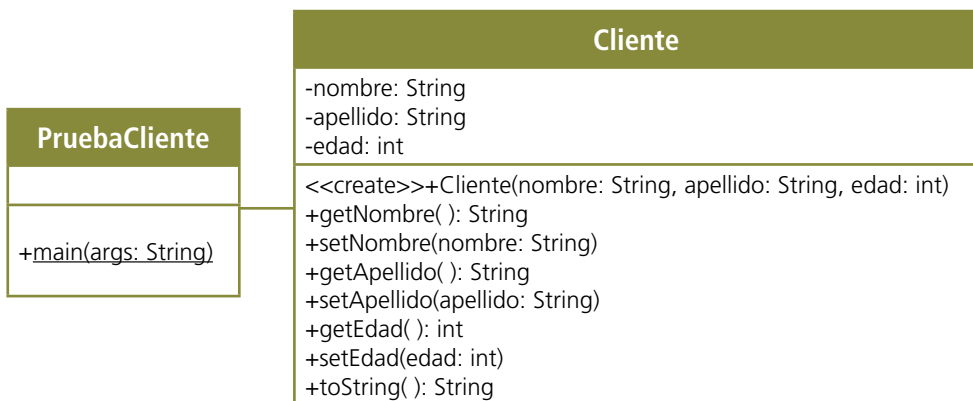 PruebaCliente
+main(args: String)
Cliente
-nombre: String
-apellido: String
-edad: int
<<create>>+Cliente(nombre: String, apellido: String, edad: int)
+getNombre( ): String
+setNombre(nombre: String)
+getApellido( ): String
+setApellido(apellido: String)
+getEdad( ): int
+setEdad(edad: int)
+toString( ): String